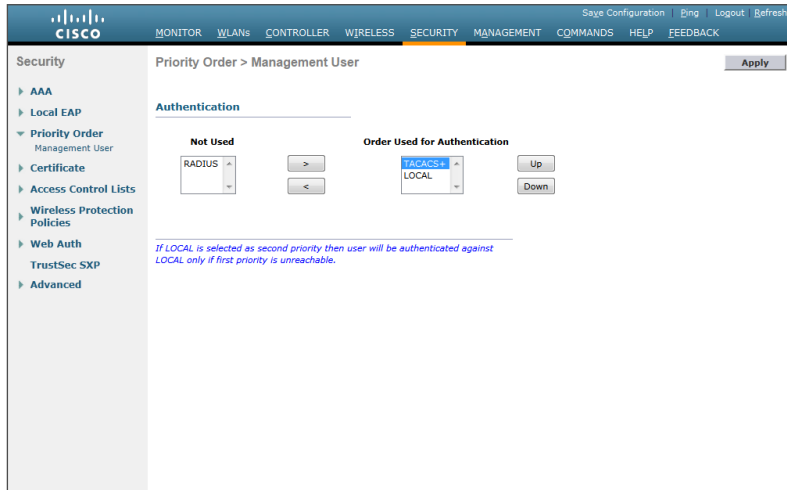 Save Configuration | Ping | Logout | Refresh
CISCO
MONITOR WLANs CONTROLLER WIRELESS SECURITY MANAGEMENT COMMANDS HELP FEEDBACK
Security
AAA
Local EAP
Priority Order
Management User
Certificate
Access Control Lists
Wireless Protection
Policies
Web Auth
TrustSec SXP
Advanced
Priority Order > Management User
Apply
Authentication
Not Used
Order Used for Authentication
RADIUS
>
<
TACACS+
LOCAL
Up
Down
If LOCAL is selected as second priority then user will be authenticated against
LOCAL only if first priority is unreachable.